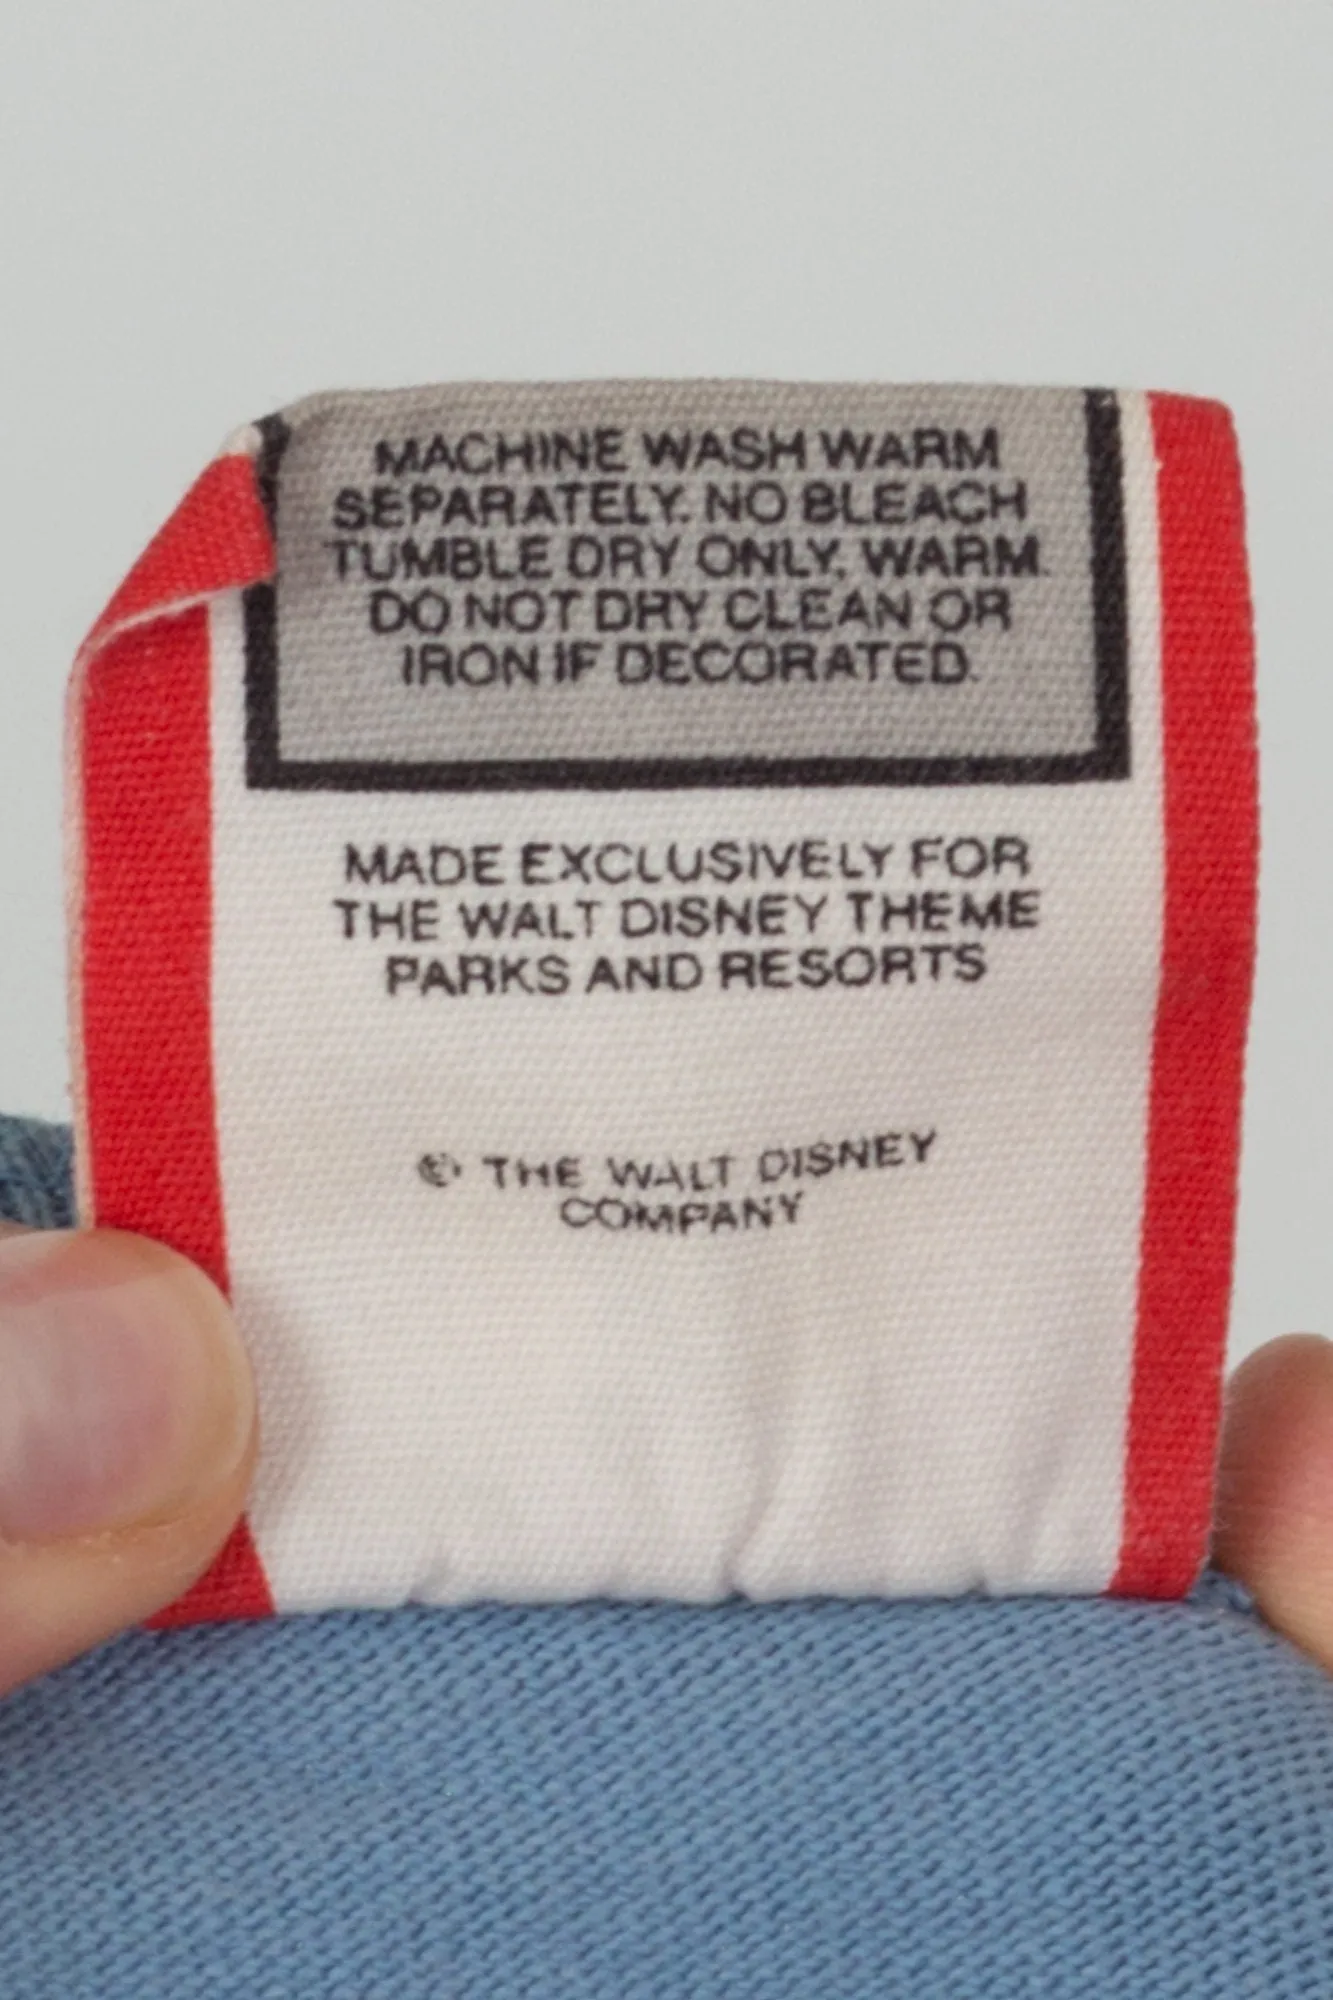 MACHINE WASH WARM
SEPARATELY. NO BLEACH
TUMBLE DRY ONLY. WARM
DO NOT DRY CLEAN OR
IRON IF DECORATED.
MADE EXCLUSIVELY FOR
THE WALT DISNEY THEME
PARKS AND RESORTS
© THE WALT DISNEY
COMPANY